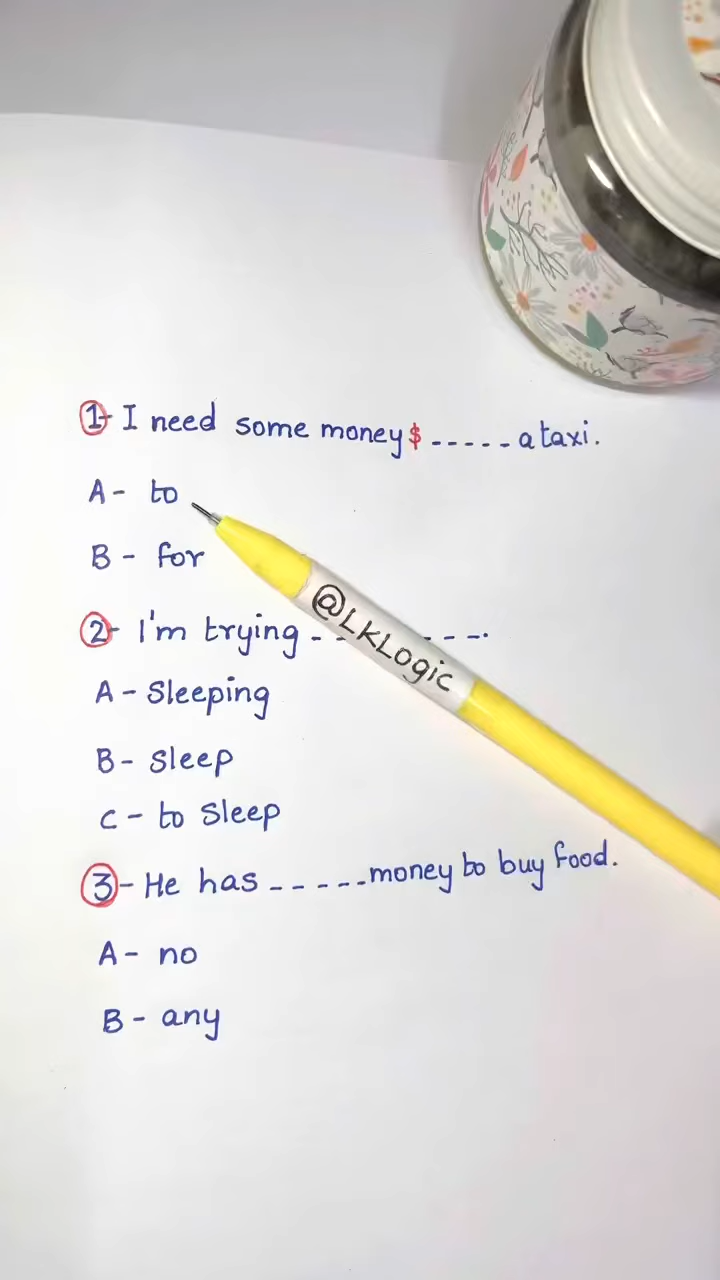 1- I need some money $ ----- a taxi.
A- to
B- for
@LKLogic
2- I'm trying - - - - -.
A- Sleeping
B- sleep
C- to Sleep
3- He has ----- money to buy food.
A- no
B- any